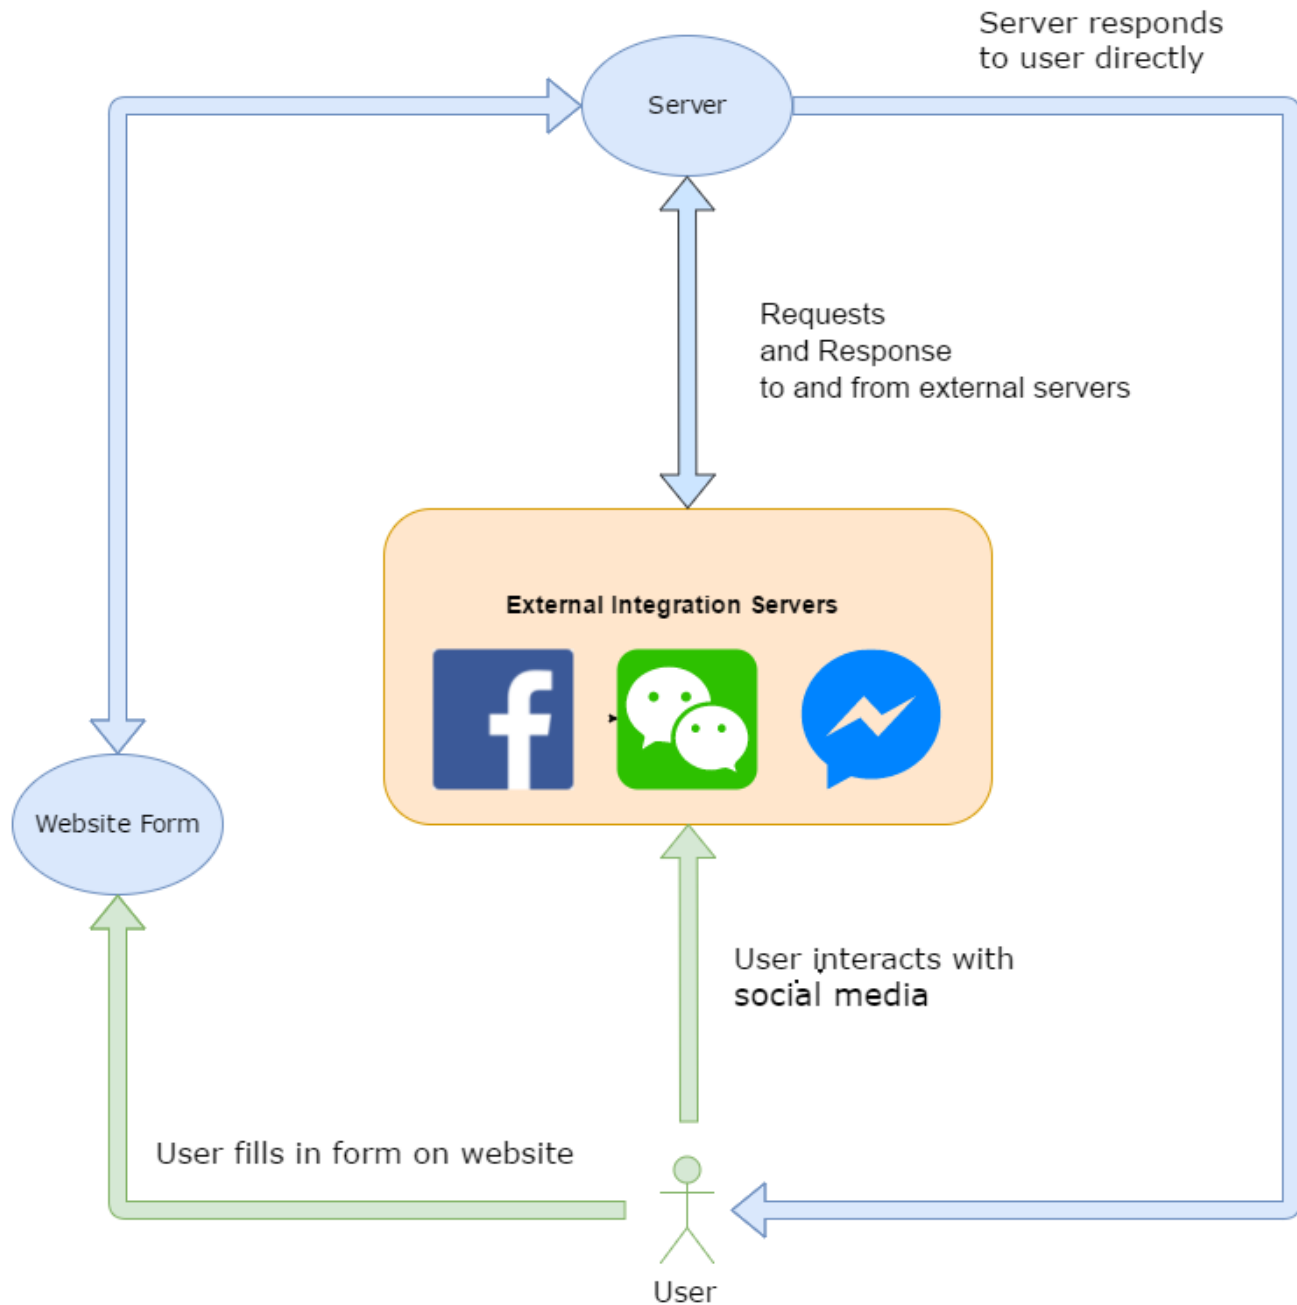 Server responds
to user directly
Server
Requests
and Response
to and from external servers
External Integration Servers
Website Form
User interacts with
social media
User fills in form on website
User